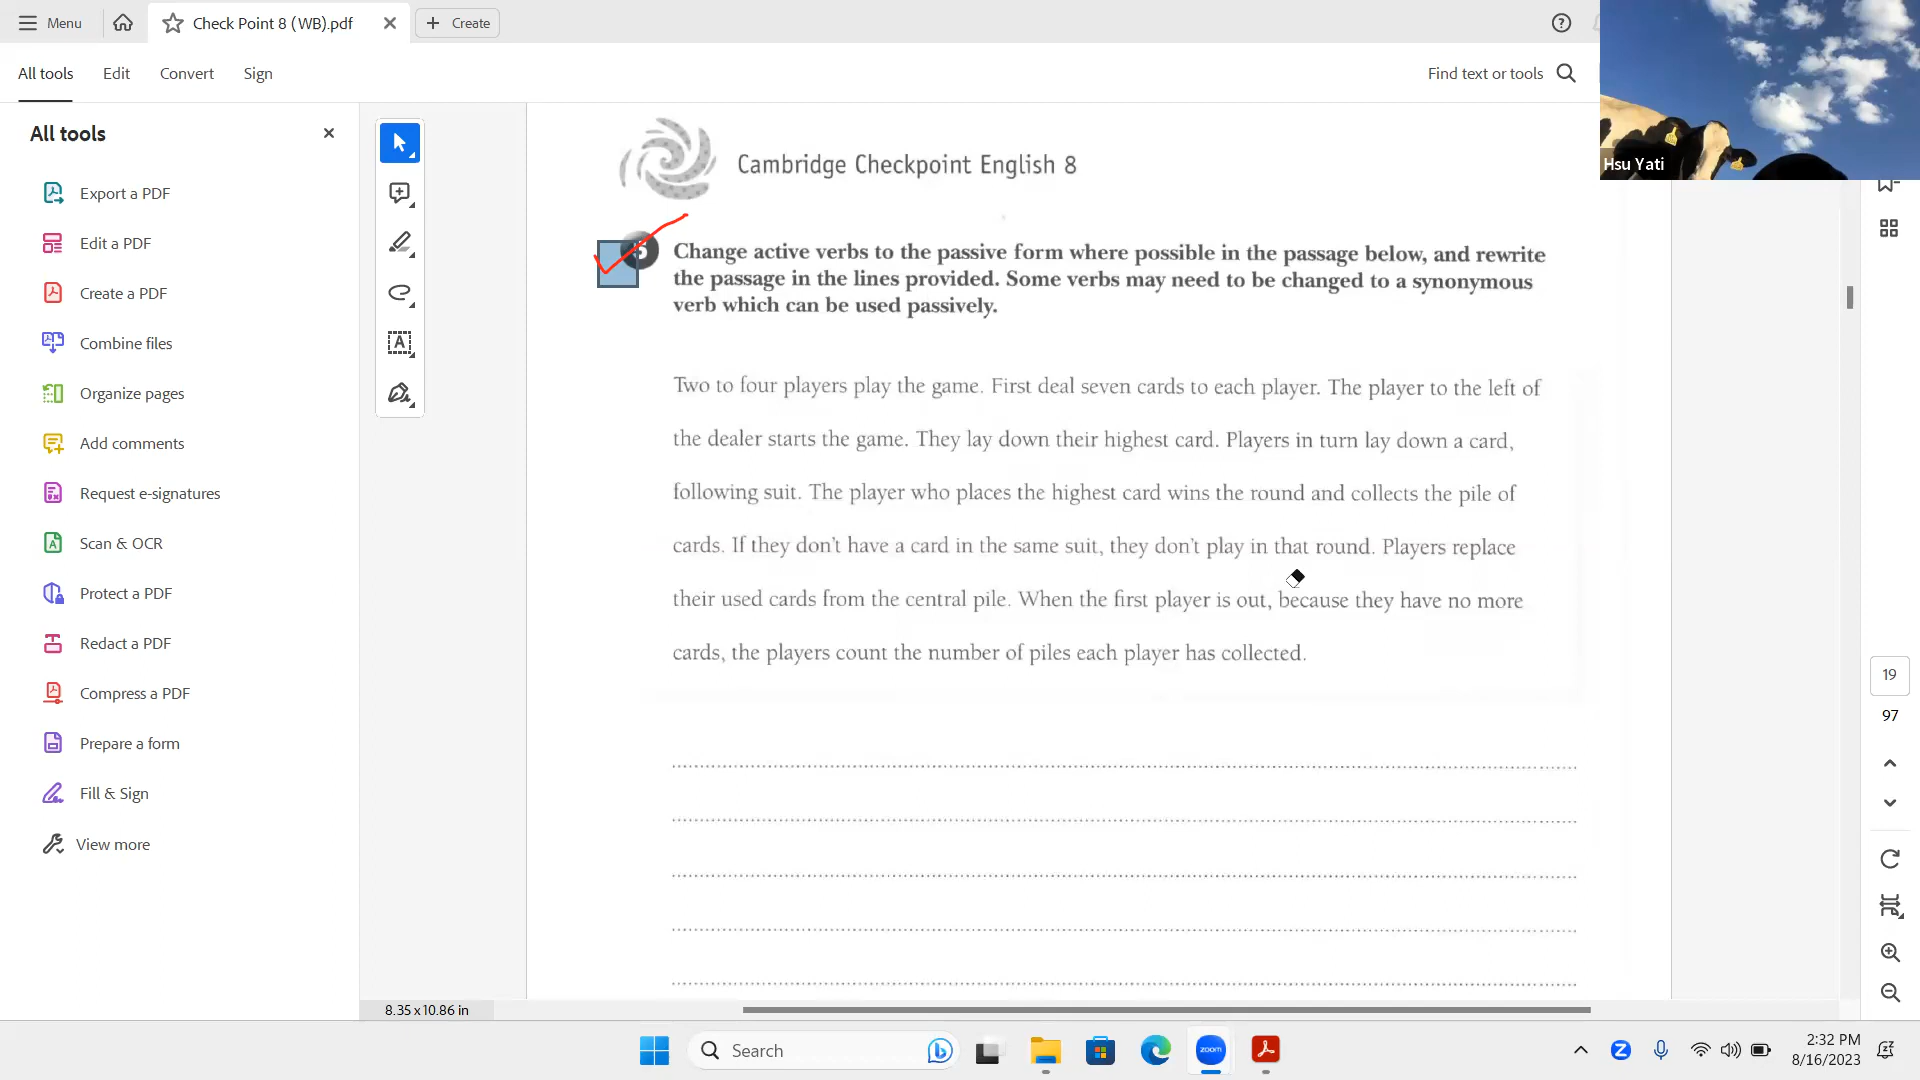 Menu
Check Point 8 (WB).pdf
Create
All tools
Edit
Convert
Sign
Find text or tools
Hsu Yati
All tools
Export a PDF
Edit a PDF
Create a PDF
Combine files
Organize pages
Add comments
Request e-signatures
Scan & OCR
Protect a PDF
Redact a PDF
Compress a PDF
Prepare a form
Fill & Sign
View more
Cambridge Checkpoint English 8
Change active verbs to the passive form where possible in the passage below, and rewrite
the passage in the lines provided. Some verbs may need to be changed to a synonymous
verb which can be used passively.
Two to four players play the game. First deal seven cards to each player. The player to the left of
the dealer starts the game. They lay down their highest card. Players in turn lay down a card,
following suit. The player who places the highest card wins the round and collects the pile of
cards. If they don't have a card in the same suit, they don't play in that round. Players replace
their used cards from the central pile. When the first player is out, because they have no more
cards, the players count the number of piles each player has collected.
19
97
8.35 x 10.86 in
Search
zoom
2:32 PM
8/16/2023